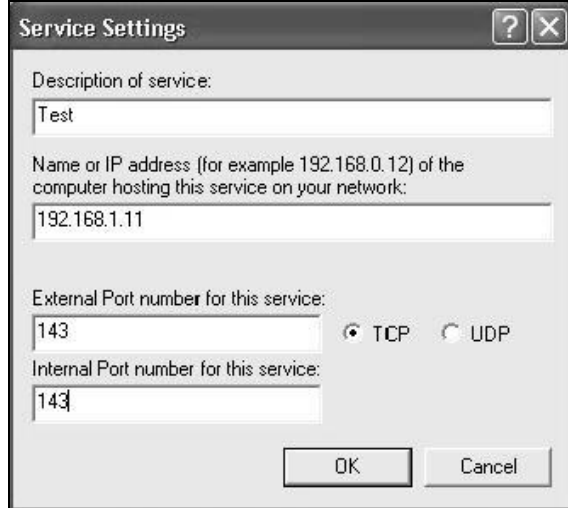 Service Settings
Description of service:
Test
Name or IP address (for example 192.168.0.12) of the
computer hosting this service on your network:
192.168.1.11
External Port number for this service:
143
TCP
UDP
Internal Port number for this service:
143
OK
Cancel